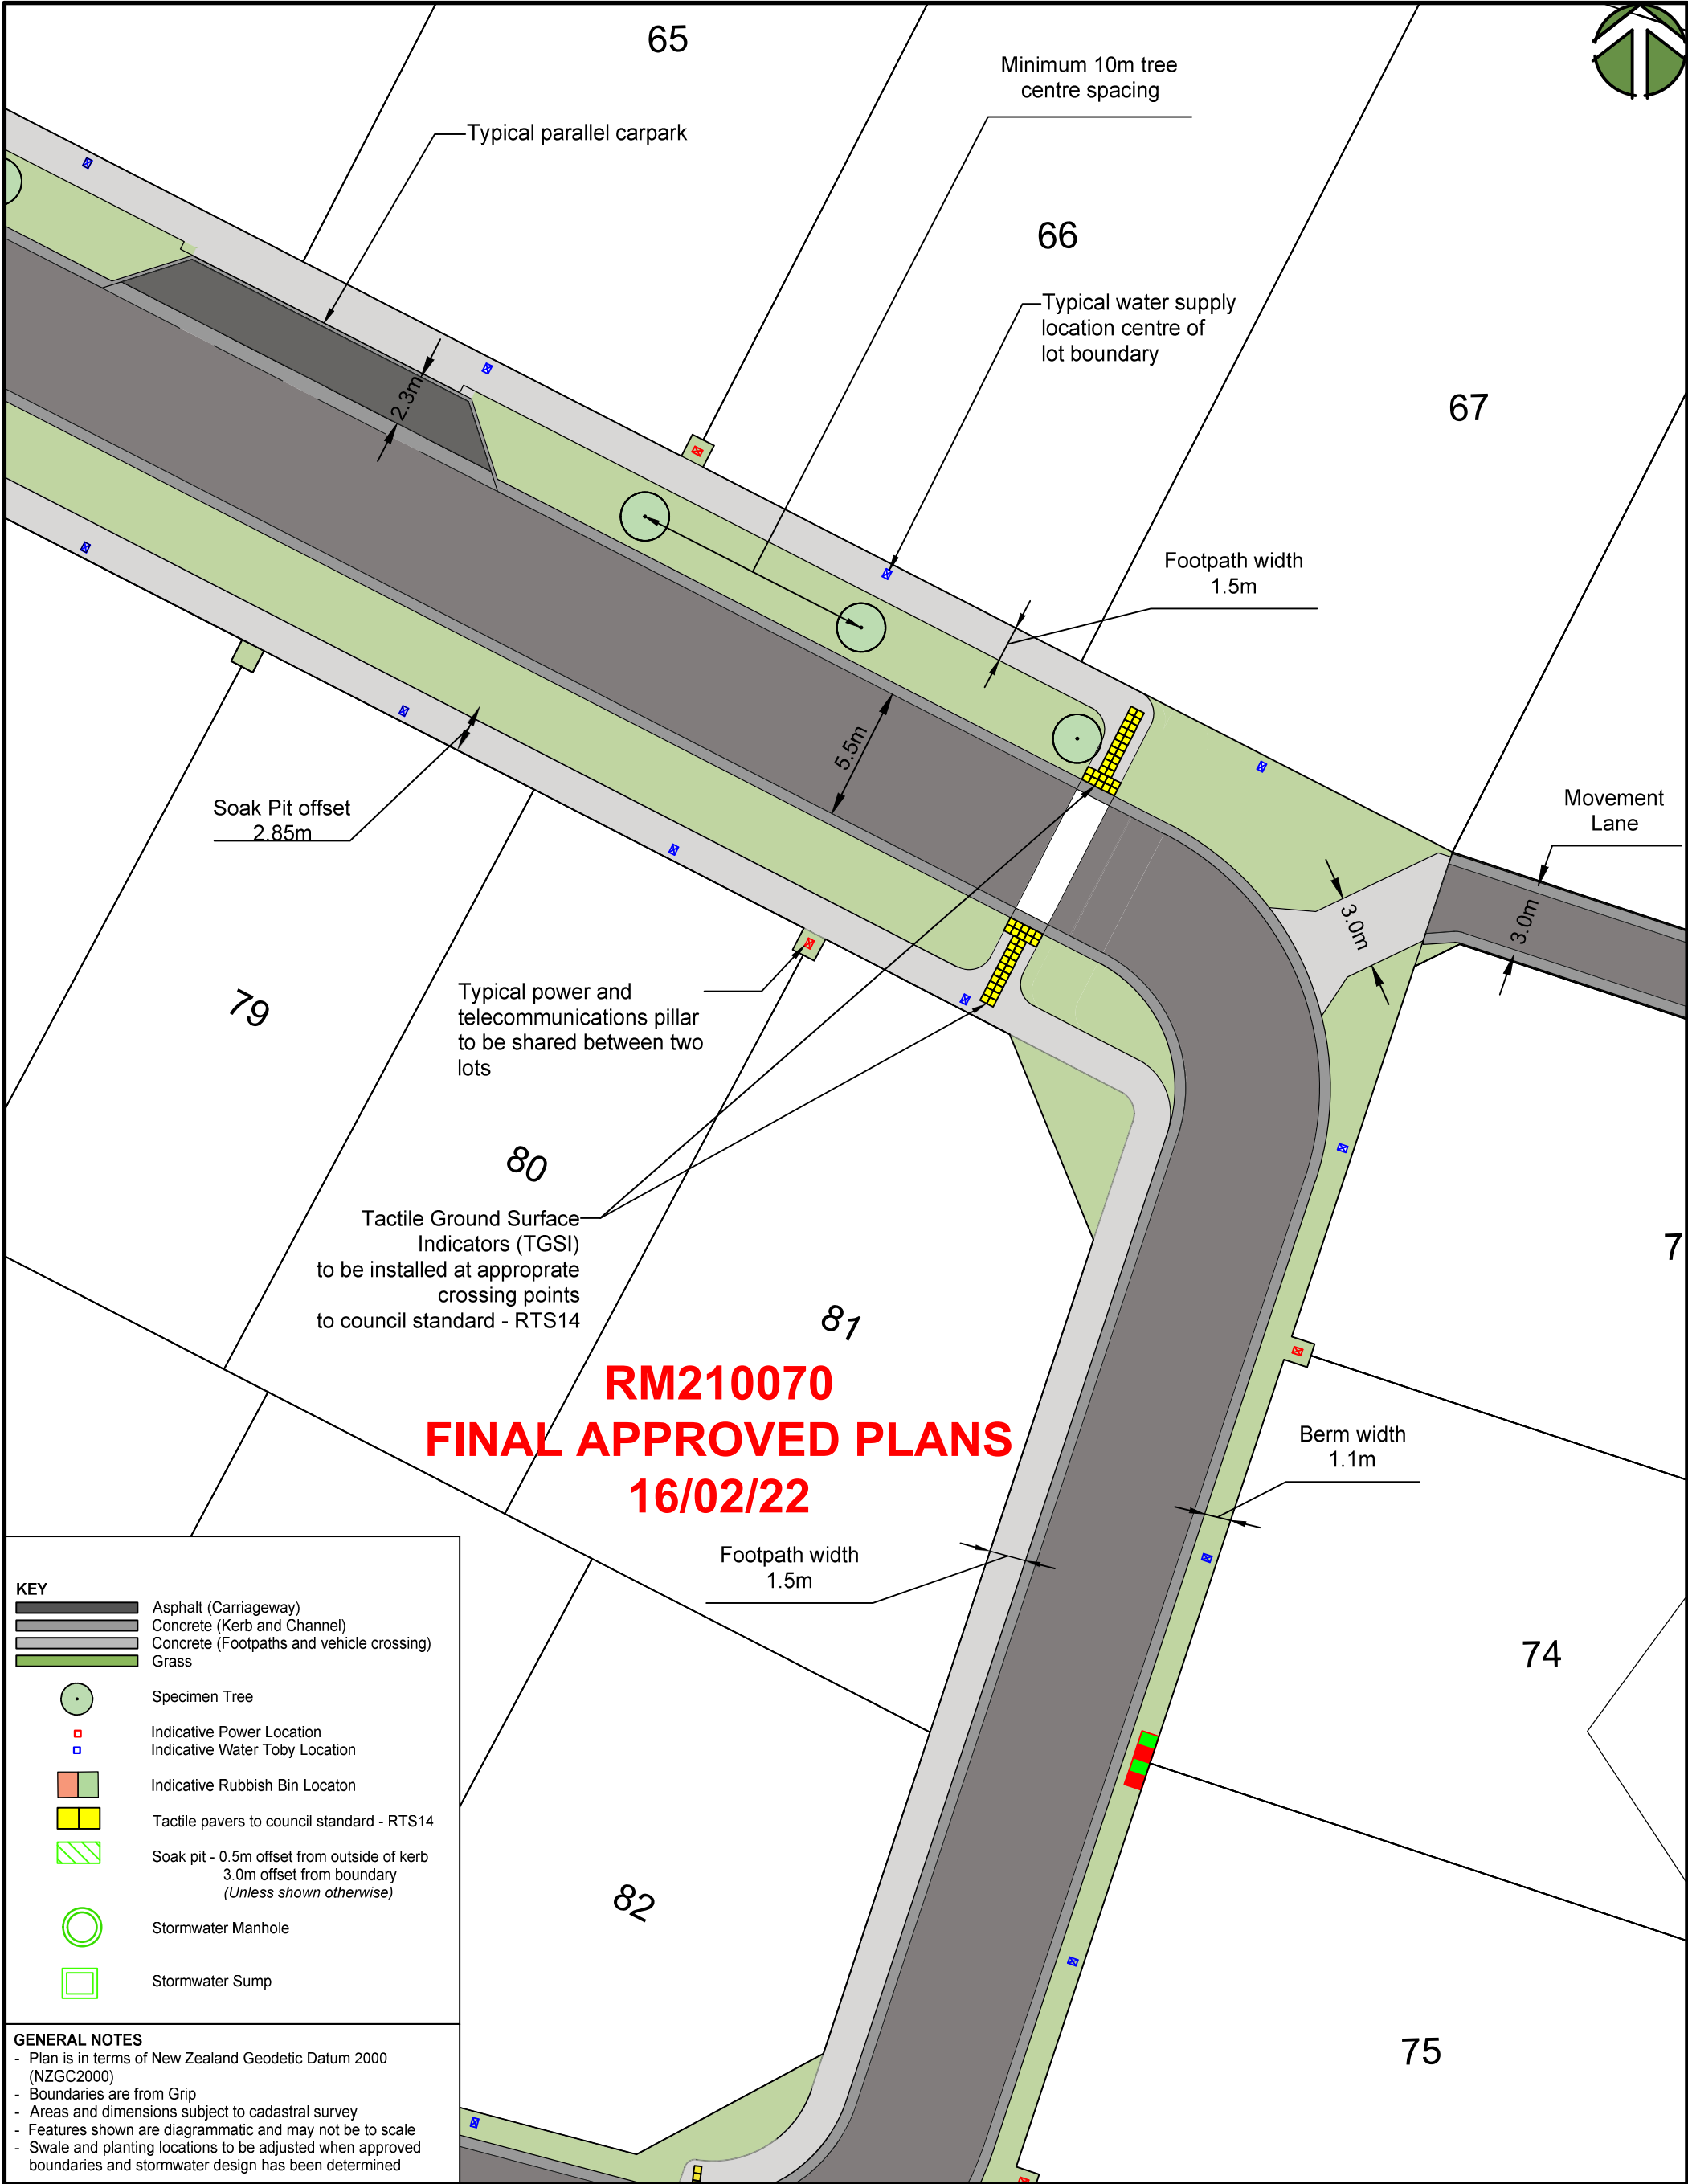 65
Minimum 10m tree
centre spacing
Typical parallel carpark
66
Typical water supply
location centre of
lot boundary
67
2.3m
Footpath width
1.5m
5.5m
Soak Pit offset
2.85m
Movement
Lane
3.0m
3.0m
79
Typical power and
telecommunications pillar
to be shared between two
lots
80
Tactile Ground Surface
Indicators (TGSI)
to be installed at approprate
crossing points
to council standard - RTS14
7
81
RM210070
FINAL APPROVED PLANS
16/02/22
Berm width
1.1m
Footpath width
1.5m
74
82
75
KEY
Asphalt (Carriageway)
Concrete (Kerb and Channel)
Concrete (Footpaths and vehicle crossing)
Grass
Specimen Tree
Indicative Power Location
Indicative Water Toby Location
Indicative Rubbish Bin Locaton
Tactile pavers to council standard - RTS14
Soak pit - 0.5m offset from outside of kerb
3.0m offset from boundary
(Unless shown otherwise)
Stormwater Manhole
Stormwater Sump
GENERAL NOTES
- Plan is in terms of New Zealand Geodetic Datum 2000
(NZGC2000)
- Boundaries are from Grip
- Areas and dimensions subject to cadastral survey
- Features shown are diagrammatic and may not be to scale
- Swale and planting locations to be adjusted when approved
boundaries and stormwater design has been determined